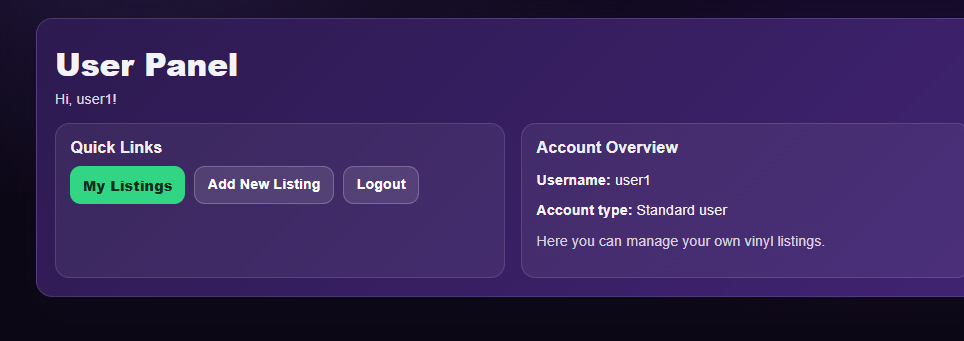 User Panel
Hi, user1!
Quick Links
My Listings
Add New Listing
Logout
Account Overview
Username: user1
Account type: Standard user
Here you can manage your own vinyl listings.